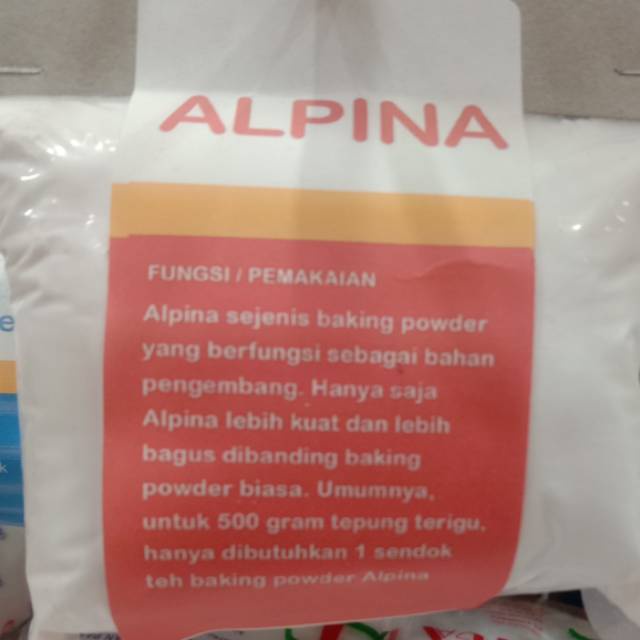 ALPINA
FUNGSI / PEMAKAIAN
Alpina sejenis baking powder
yang berfungsi sebagai bahan
pengembang. Hanya saja
Alpina lebih kuat dan lebih
bagus dibanding baking
powder biasa. Umumnya,
untuk 500 gram tepung terigu,
hanya dibutuhkan 1 sendok
teh baking powder Alpina